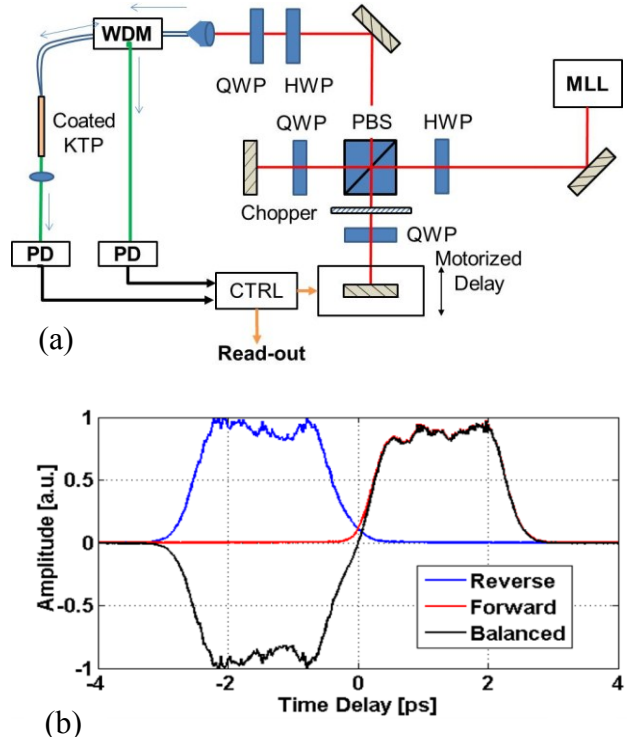 WDM
MLL
QWP HWP
Coated
KTP
QWP PBS HWP
Chopper
QWP
PD PD
Motorized
Delay
CTRL
(a)
Read-out
1
0.5
0
-0.5
-1
Amplitude [a.u.]
Reverse
Forward
Balanced
-4 -2 0 2 4
Time Delay [ps]
(b)